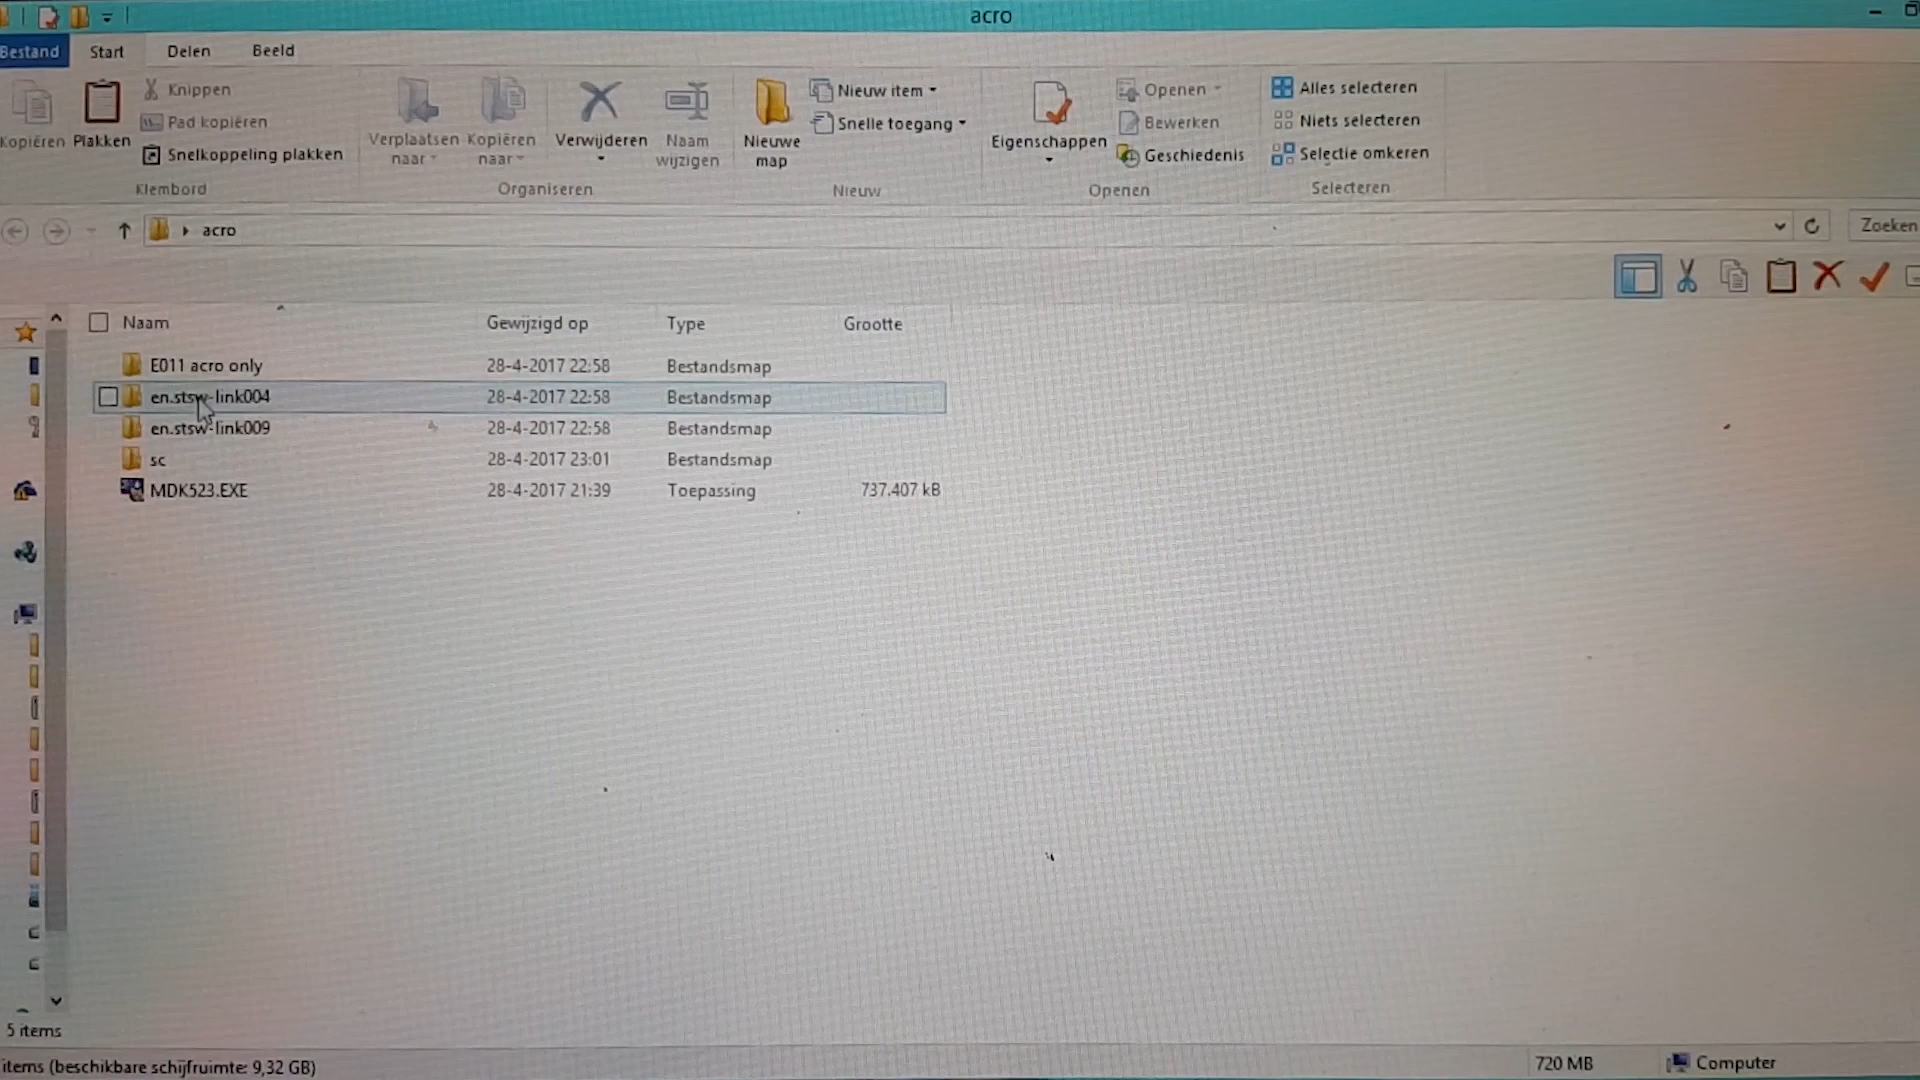 acro
Bestand Start Delen Beeld
Kopiëren
Plakken
Knippen
Pad kopiëren
Snelkoppeling plakken
Klembord
Verplaatsen naar
Kopiëren naar
Verwijderen
Naam wijzigen
Organiseren
Nieuwe map
Nieuw item
Snelle toegang
Nieuw
Eigenschappen
Openen
Bewerken
Geschiedenis
Openen
Alles selecteren
Niets selecteren
Selectie omkeren
Selecteren
acro
Zoeken
Naam Gewijzigd op Type Grootte
E011 acro only 28-4-2017 22:58 Bestandsmap
en.stsw-link004 28-4-2017 22:58 Bestandsmap
en.stsw-link009 28-4-2017 22:58 Bestandsmap
sc 28-4-2017 23:01 Bestandsmap
MDK523.EXE 28-4-2017 21:39 Toepassing 737.407 kB
5 items
items (beschikbare schijfruimte: 9,32 GB) 720 MB Computer